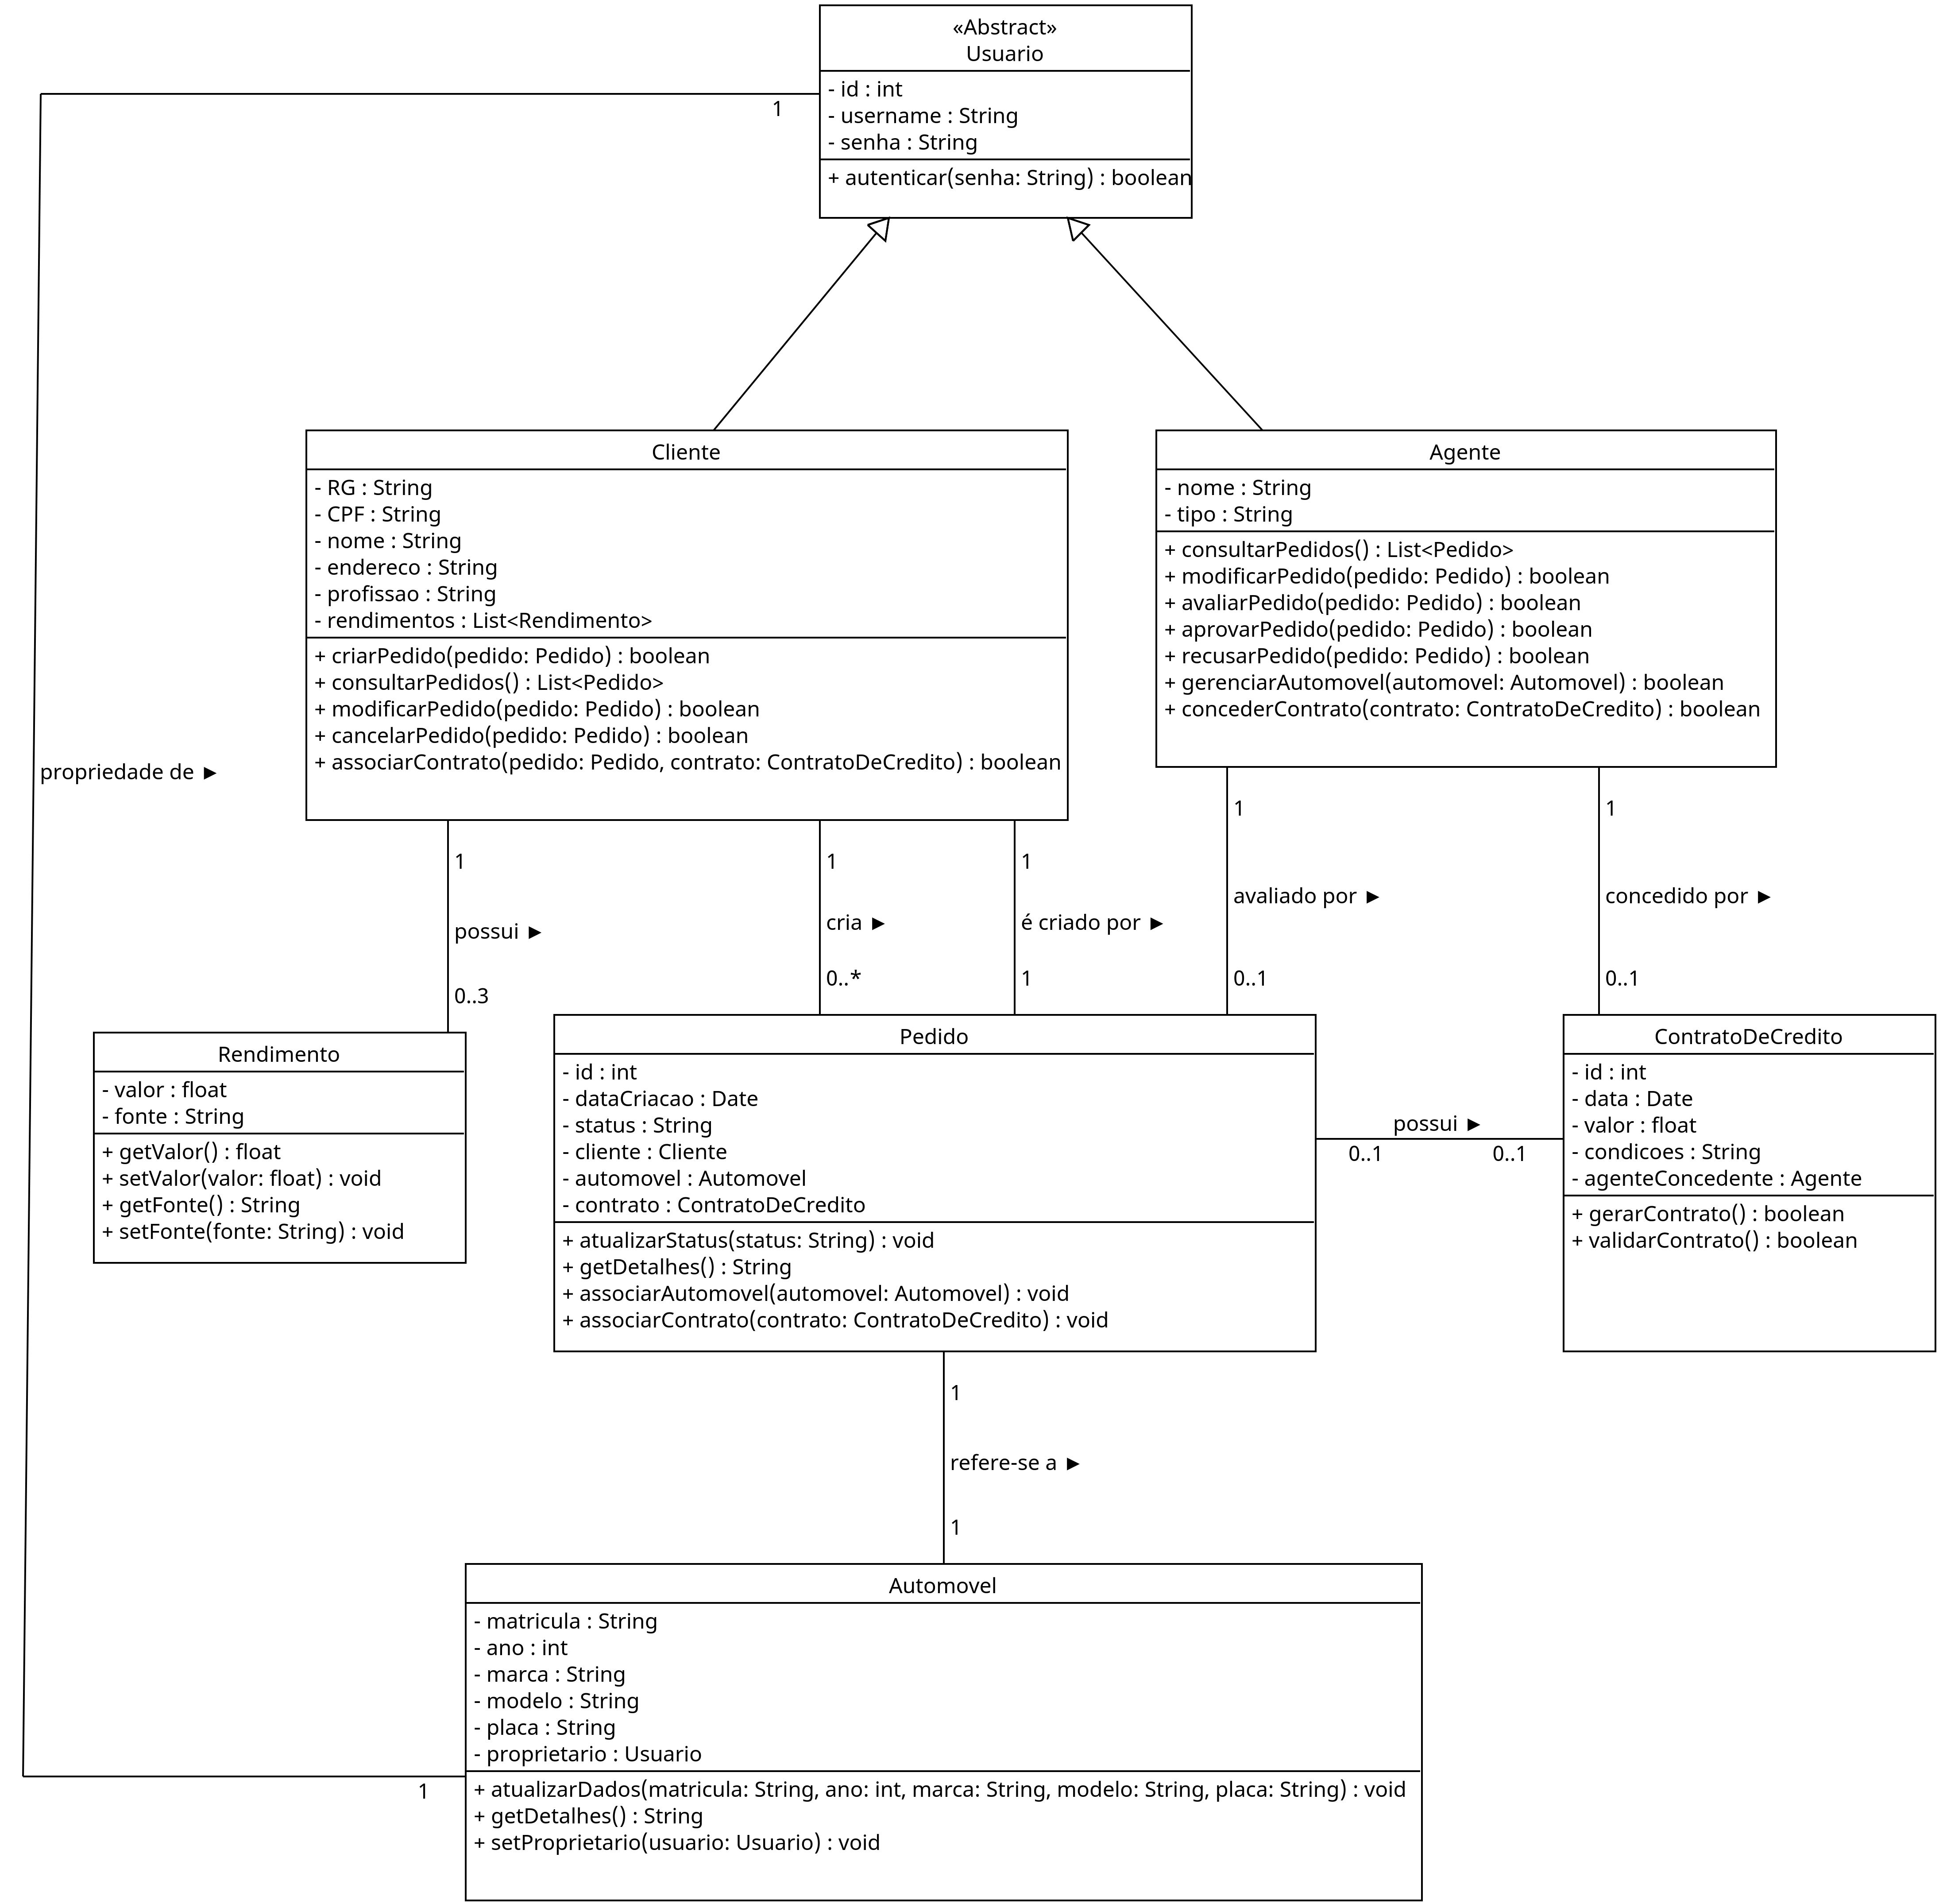 «Abstract»
Usuario
- id : int
- username : String
- senha : String
+ autenticar(senha: String) : boolean
1
Cliente
- RG : String
- CPF : String
- nome : String
- endereco : String
- profissao : String
- rendimentos : List<Rendimento>
+ criarPedido(pedido: Pedido) : boolean
+ consultarPedidos() : List<Pedido>
+ modificarPedido(pedido: Pedido) : boolean
+ cancelarPedido(pedido: Pedido) : boolean
+ associarContrato(pedido: Pedido, contrato: ContratoDeCredito) : boolean
Agente
- nome : String
- tipo : String
+ consultarPedidos() : List<Pedido>
+ modificarPedido(pedido: Pedido) : boolean
+ avaliarPedido(pedido: Pedido) : boolean
+ aprovarPedido(pedido: Pedido) : boolean
+ recusarPedido(pedido: Pedido) : boolean
+ gerenciarAutomovel(automovel: Automovel) : boolean
+ concederContrato(contrato: ContratoDeCredito) : boolean
propriedade de ►
1
possui ►
0..3
1
cria ►
0..*
1
é criado por ►
1
1
avaliado por ►
0..1
1
concedido por ►
0..1
Rendimento
- valor : float
- fonte : String
+ getValor() : float
+ setValor(valor: float) : void
+ getFonte() : String
+ setFonte(fonte: String) : void
Pedido
- id : int
- dataCriacao : Date
- status : String
- cliente : Cliente
- automovel : Automovel
- contrato : ContratoDeCredito
+ atualizarStatus(status: String) : void
+ getDetalhes() : String
+ associarAutomovel(automovel: Automovel) : void
+ associarContrato(contrato: ContratoDeCredito) : void
possui ►
0..1
0..1
ContratoDeCredito
- id : int
- data : Date
- valor : float
- condicoes : String
- agenteConcedente : Agente
+ gerarContrato() : boolean
+ validarContrato() : boolean
1
refere-se a ►
1
Automovel
- matricula : String
- ano : int
- marca : String
- modelo : String
- placa : String
- proprietario : Usuario
+ atualizarDados(matricula: String, ano: int, marca: String, modelo: String, placa: String) : void
+ getDetalhes() : String
+ setProprietario(usuario: Usuario) : void
1